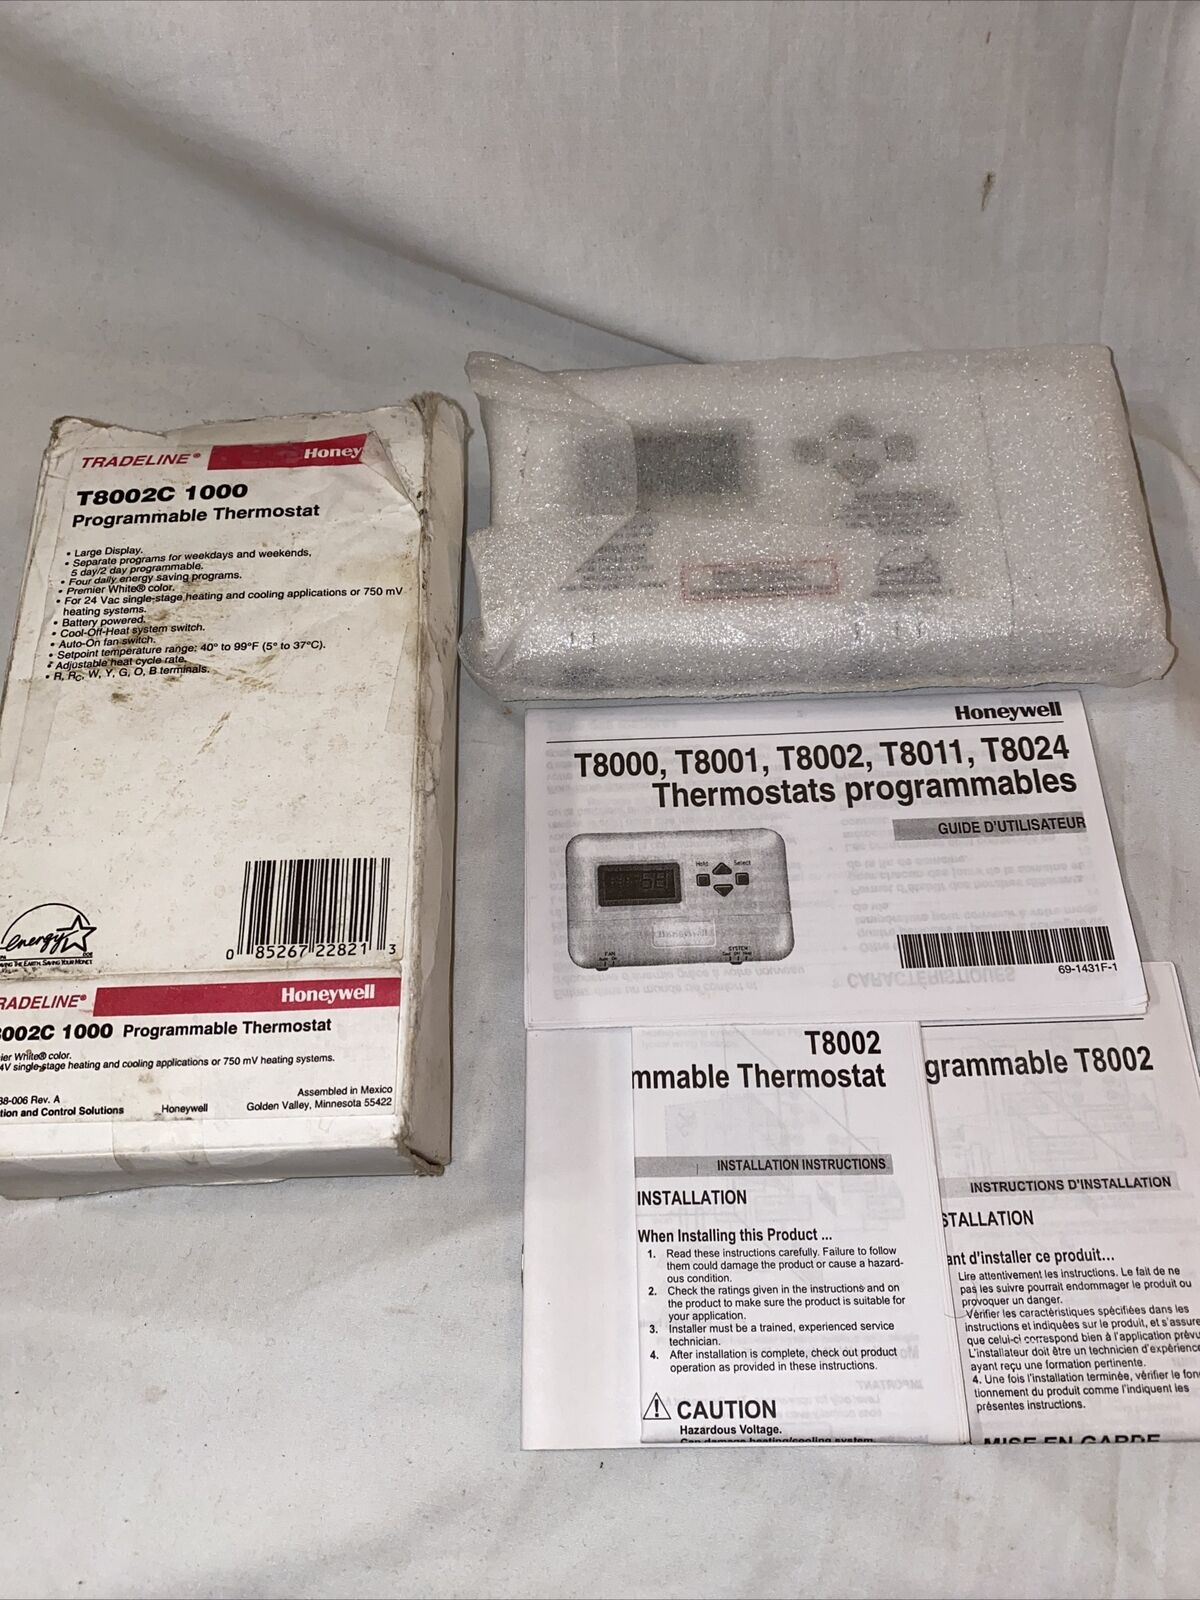 TRADELINE® Honey
T8002C 1000
Programmable Thermostat
• Large Display.
• Separate programs for weekdays and weekends,
5 day/2 day programmable.
• Four daily energy saving programs.
• Premier White® color.
• For 24 Vac single-stage heating and cooling applications or 750 mV
heating systems.
• Battery powered.
• Cool-Off-Heat system switch.
• Auto-On fan switch.
• Setpoint temperature range: 40° to 99°F (5° to 37°C).
• Adjustable heat cycle rate.
• R, Rc, W, Y, G, O, B terminals.
energy
0 85267 22821 3
RADELINE® Honeywell
8002C 1000 Programmable Thermostat
ier White® color.
4V single-stage heating and cooling applications or 750 mV heating systems.
38-006 Rev. A
Assembled in Mexico
tion and Control Solutions Honeywell Golden Valley, Minnesota 55422
Honeywell
T8000, T8001, T8002, T8011, T8024
Thermostats programmables
GUIDE D'UTILISATEUR
Hold Select
FAN
SYSTEM
69-1431F-1
T8002
mmable Thermostat
INSTALLATION INSTRUCTIONS
INSTALLATION
When Installing this Product ...
1. Read these instructions carefully. Failure to follow
them could damage the product or cause a hazard-
ous condition.
2. Check the ratings given in the instructions and on
the product to make sure the product is suitable for
your application.
3. Installer must be a trained, experienced service
technician.
4. After installation is complete, check out product
operation as provided in these instructions.
CAUTION
Hazardous Voltage.
Can damage heating/cooling system.
grammable T8002
INSTRUCTIONS D'INSTALLATION
STALLATION
ant d'installer ce produit...
Lire attentivement les instructions. Le fait de ne
pas les suivre pourrait endommager le produit ou
provoquer un danger.
Vérifier les caractéristiques spécifiées dans les
instructions et indiquées sur le produit, et s'assure
que celui-ci correspond bien à l'application prévu
L'installateur doit être un technicien d'expérience
ayant reçu une formation pertinente.
4. Une fois l'installation terminée, vérifier le fon
tionnement du produit comme l'indiquent les
présentes instructions.
MISE EN GARDE